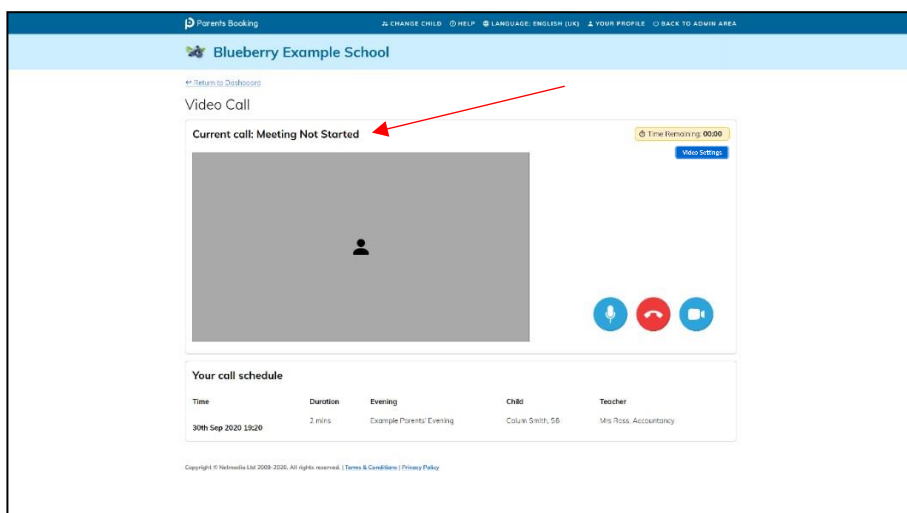 Parents Booking CHANGE CHILD HELP LANGUAGE: ENGLISH (UK) YOUR PROFILE BACK TO ADMIN AREA
Blueberry Example School
Return to Dashboard
Video Call
Current call: Meeting Not Started
Time Remaining: 00:00
Video Settings
Your call schedule
Time Duration Evening Child Teacher
30th Sep 2020 19:20 2 mins Example Parents' Evening Calum Smith, 5B Mrs Ross, Accountancy
Copyright © Netmedia Ltd 2009-2020. All rights reserved. | Terms & Conditions | Privacy Policy